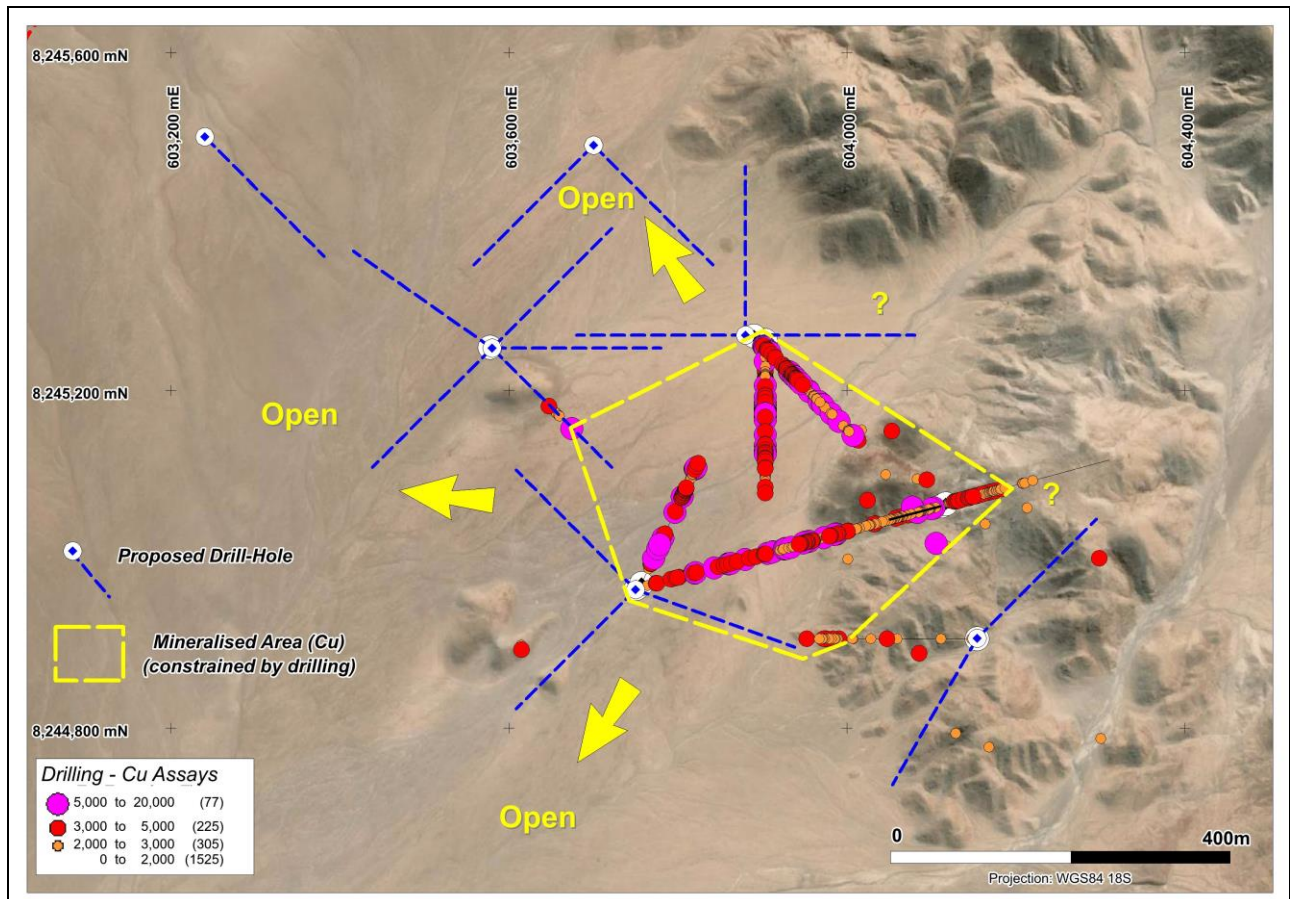 8,245,600 mN
603,200 mE
603,600 mE
604,000 mE
604,400 mE
Open
?
8,245,200 mN
Open
?
Proposed Drill-Hole
Mineralised Area (Cu)
(constrained by drilling)
8,244,800 mN
Open
Drilling - Cu Assays
5,000 to 20,000 (77)
3,000 to 5,000 (225)
2,000 to 3,000 (305)
0 to 2,000 (1525)
0 400m
Projection: WGS84 18S